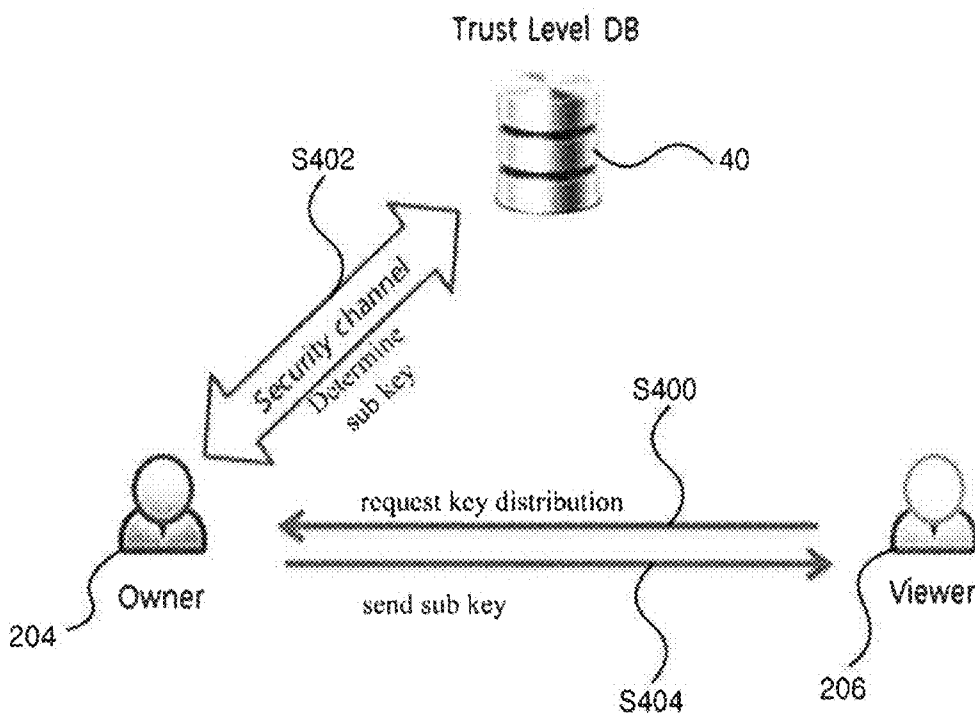 Trust Level DB
S402
40
Security channel
Determine
sub key
S400
request key distribution
Owner
send sub key
Viewer
204
S404
206